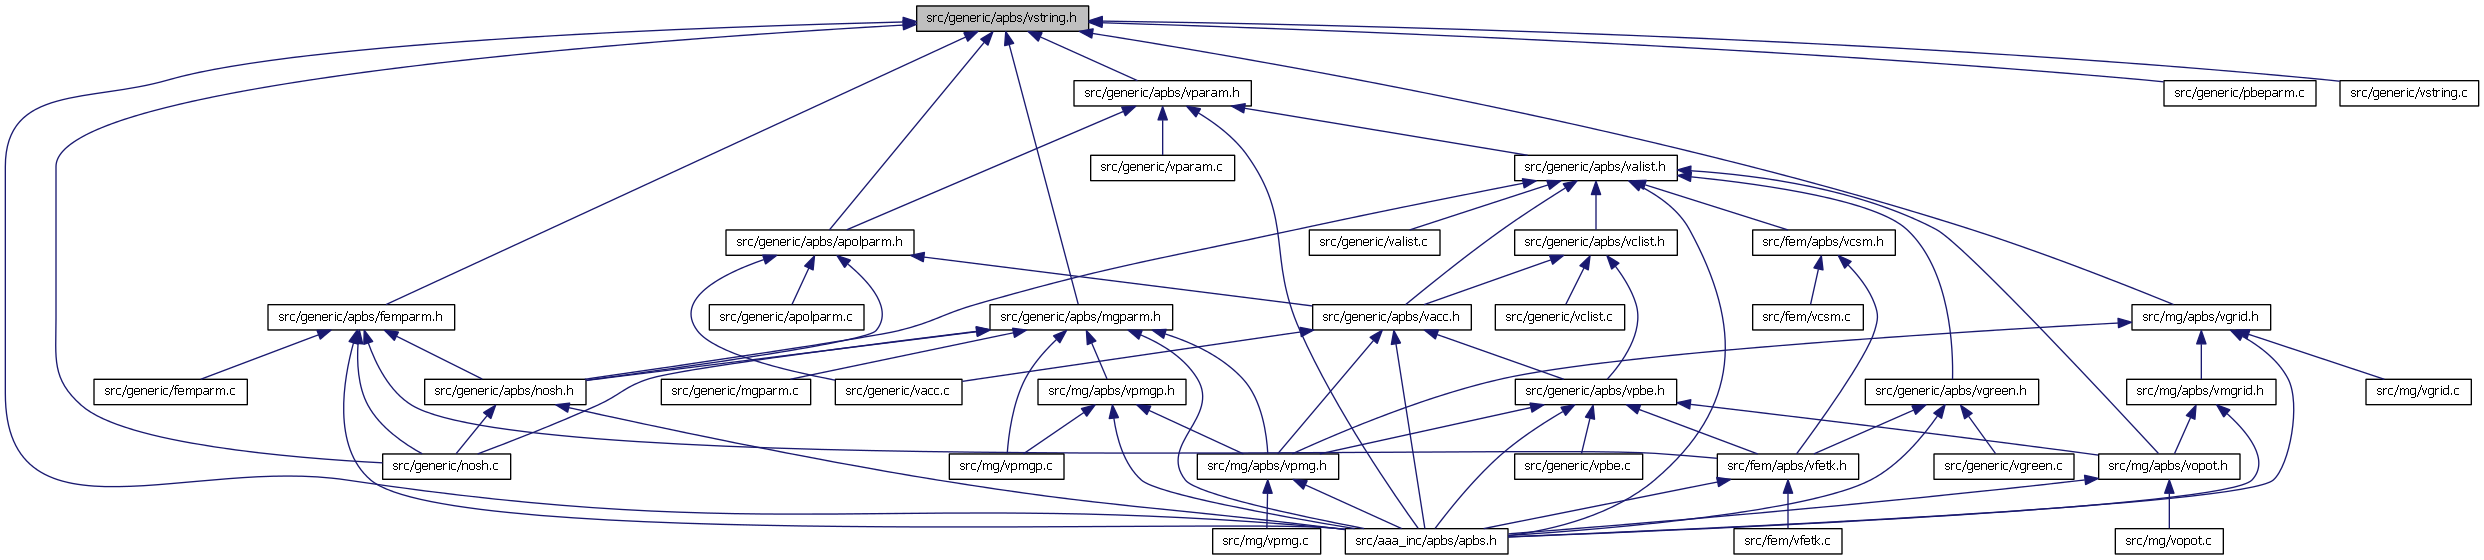 src/generic/apbs/vstring.h
src/generic/apbs/vparam.h
src/generic/pbeparm.c
src/generic/vstring.c
src/generic/vparam.c
src/generic/apbs/valist.h
src/generic/apbs/apolparm.h
src/generic/valist.c
src/generic/apbs/vclist.h
src/fem/apbs/vcsm.h
src/generic/apbs/femparm.h
src/generic/apolparm.c
src/generic/apbs/mgparm.h
src/generic/apbs/vacc.h
src/generic/vclist.c
src/fem/vcsm.c
src/mg/apbs/vgrid.h
src/generic/femparm.c
src/generic/apbs/nosh.h
src/generic/mgparm.c
src/generic/vacc.c
src/mg/apbs/vpmgp.h
src/generic/apbs/vpbe.h
src/generic/apbs/vgreen.h
src/mg/apbs/vmgrid.h
src/mg/vgrid.c
src/generic/nosh.c
src/mg/vpmgp.c
src/mg/apbs/vpmg.h
src/generic/vpbe.c
src/fem/apbs/vfetk.h
src/generic/vgreen.c
src/mg/apbs/vopot.h
src/mg/vpmg.c
src/aaa_inc/apbs/apbs.h
src/fem/vfetk.c
src/mg/vopot.c